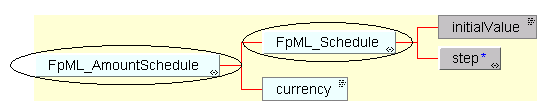 initialValue
FpML_Schedule
step*
FpML_AmountSchedule
currency